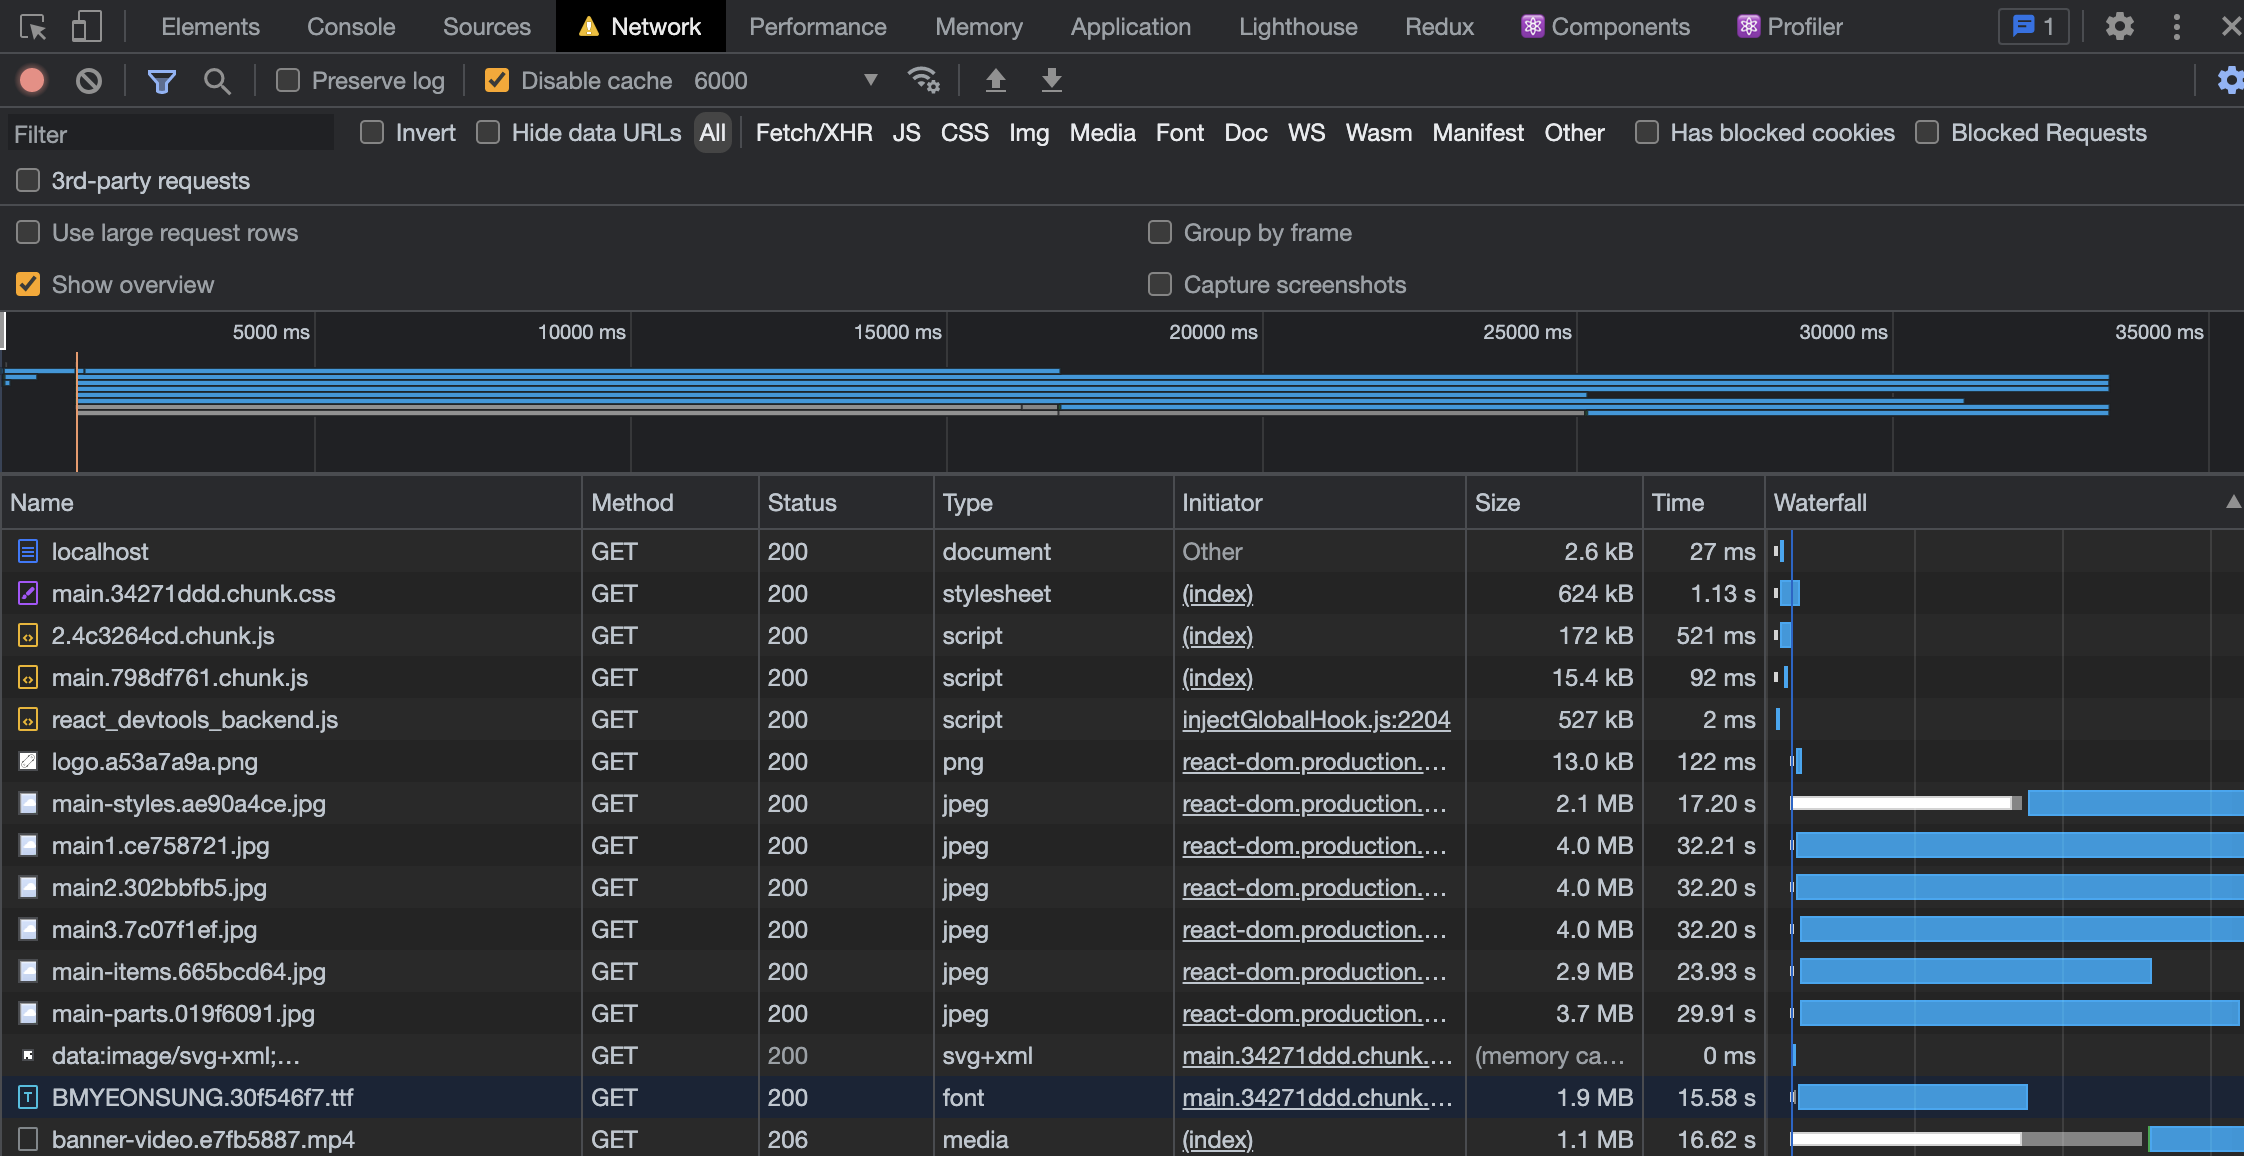 Elements Console Sources Network Performance Memory Application Lighthouse Redux Components Profiler 1
Preserve log Disable cache 6000
Filter Invert Hide data URLs All Fetch/XHR JS CSS Img Media Font Doc WS Wasm Manifest Other Has blocked cookies Blocked Requests
3rd-party requests
Use large request rows Group by frame
Show overview Capture screenshots
5000 ms 10000 ms 15000 ms 20000 ms 25000 ms 30000 ms 35000 ms
Name Method Status Type Initiator Size Time Waterfall
localhost GET 200 document Other 2.6 kB 27 ms
main.34271ddd.chunk.css GET 200 stylesheet (index) 624 kB 1.13 s
2.4c3264cd.chunk.js GET 200 script (index) 172 kB 521 ms
main.798df761.chunk.js GET 200 script (index) 15.4 kB 92 ms
react_devtools_backend.js GET 200 script injectGlobalHook.js:2204 527 kB 2 ms
logo.a53a7a9a.png GET 200 png react-dom.production.... 13.0 kB 122 ms
main-styles.ae90a4ce.jpg GET 200 jpeg react-dom.production.... 2.1 MB 17.20 s
main1.ce758721.jpg GET 200 jpeg react-dom.production.... 4.0 MB 32.21 s
main2.302bbfb5.jpg GET 200 jpeg react-dom.production.... 4.0 MB 32.20 s
main3.7c07f1ef.jpg GET 200 jpeg react-dom.production.... 4.0 MB 32.20 s
main-items.665bcd64.jpg GET 200 jpeg react-dom.production.... 2.9 MB 23.93 s
main-parts.019f6091.jpg GET 200 jpeg react-dom.production.... 3.7 MB 29.91 s
data:image/svg+xml;... GET 200 svg+xml main.34271ddd.chunk.... (memory ca... 0 ms
BMYEONSUNG.30f546f7.ttf GET 200 font main.34271ddd.chunk.... 1.9 MB 15.58 s
banner-video.e7fb5887.mp4 GET 206 media (index) 1.1 MB 16.62 s